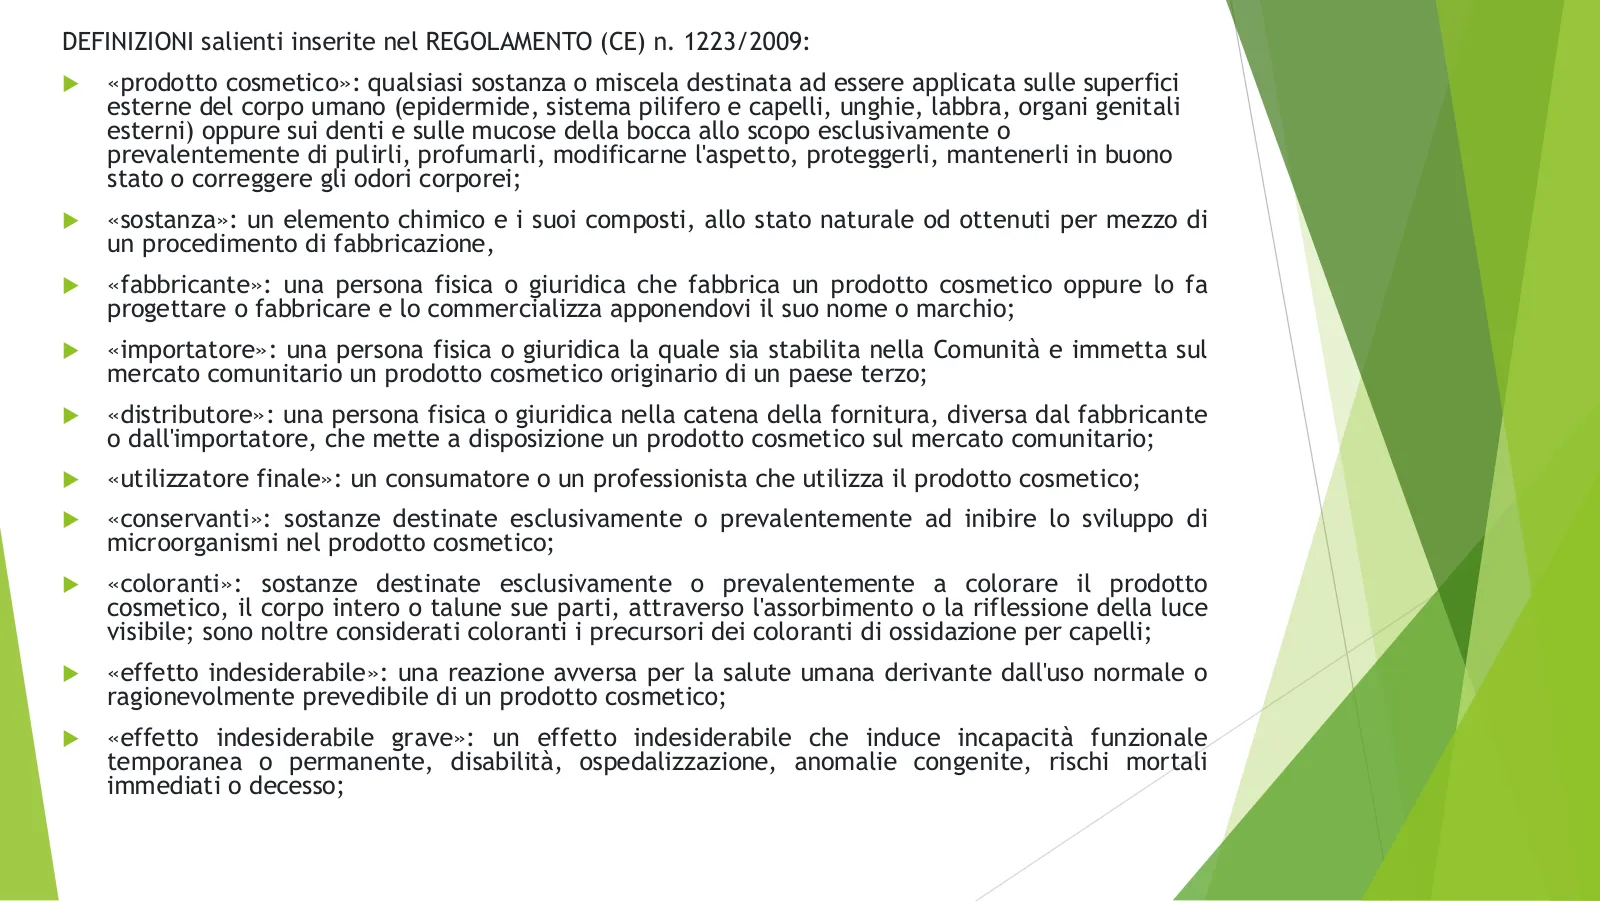 DEFINIZIONI salienti inserite nel REGOLAMENTO (CE) n. 1223/2009:
«prodotto cosmetico»: qualsiasi sostanza o miscela destinata ad essere applicata sulle superfici
esterne del corpo umano (epidermide, sistema pilifero e capelli, unghie, labbra, organi genitali
esterni) oppure sui denti e sulle mucose della bocca allo scopo esclusivamente o
prevalentemente di pulirli, profumarli, modificarne l'aspetto, proteggerli, mantenerli in buono
stato o correggere gli odori corporei;
«sostanza»: un elemento chimico e i suoi composti, allo stato naturale od ottenuti per mezzo di
un procedimento di fabbricazione,
«fabbricante»: una persona fisica o giuridica che fabbrica un prodotto cosmetico oppure lo fa
progettare o fabbricare e lo commercializza apponendovi il suo nome o marchio;
«importatore»: una persona fisica o giuridica la quale sia stabilita nella Comunità e immetta sul
mercato comunitario un prodotto cosmetico originario di un paese terzo;
«distributore»: una persona fisica o giuridica nella catena della fornitura, diversa dal fabbricante
o dall'importatore, che mette a disposizione un prodotto cosmetico sul mercato comunitario;
«utilizzatore finale»: un consumatore o un professionista che utilizza il prodotto cosmetico;
«conservanti»: sostanze destinate esclusivamente o prevalentemente ad inibire lo sviluppo di
microorganismi nel prodotto cosmetico;
«coloranti»: sostanze destinate esclusivamente o prevalentemente a colorare il prodotto
cosmetico, il corpo intero o talune sue parti, attraverso l'assorbimento o la riflessione della luce
visibile; sono noltre considerati coloranti i precursori dei coloranti di ossidazione per capelli;
«effetto indesiderabile»: una reazione avversa per la salute umana derivante dall'uso normale o
ragionevolmente prevedibile di un prodotto cosmetico;
«effetto indesiderabile grave»: un effetto indesiderabile che induce incapacità funzionale
temporanea o permanente, disabilità, ospedalizzazione, anomalie congenite, rischi mortali
immediati o decesso;